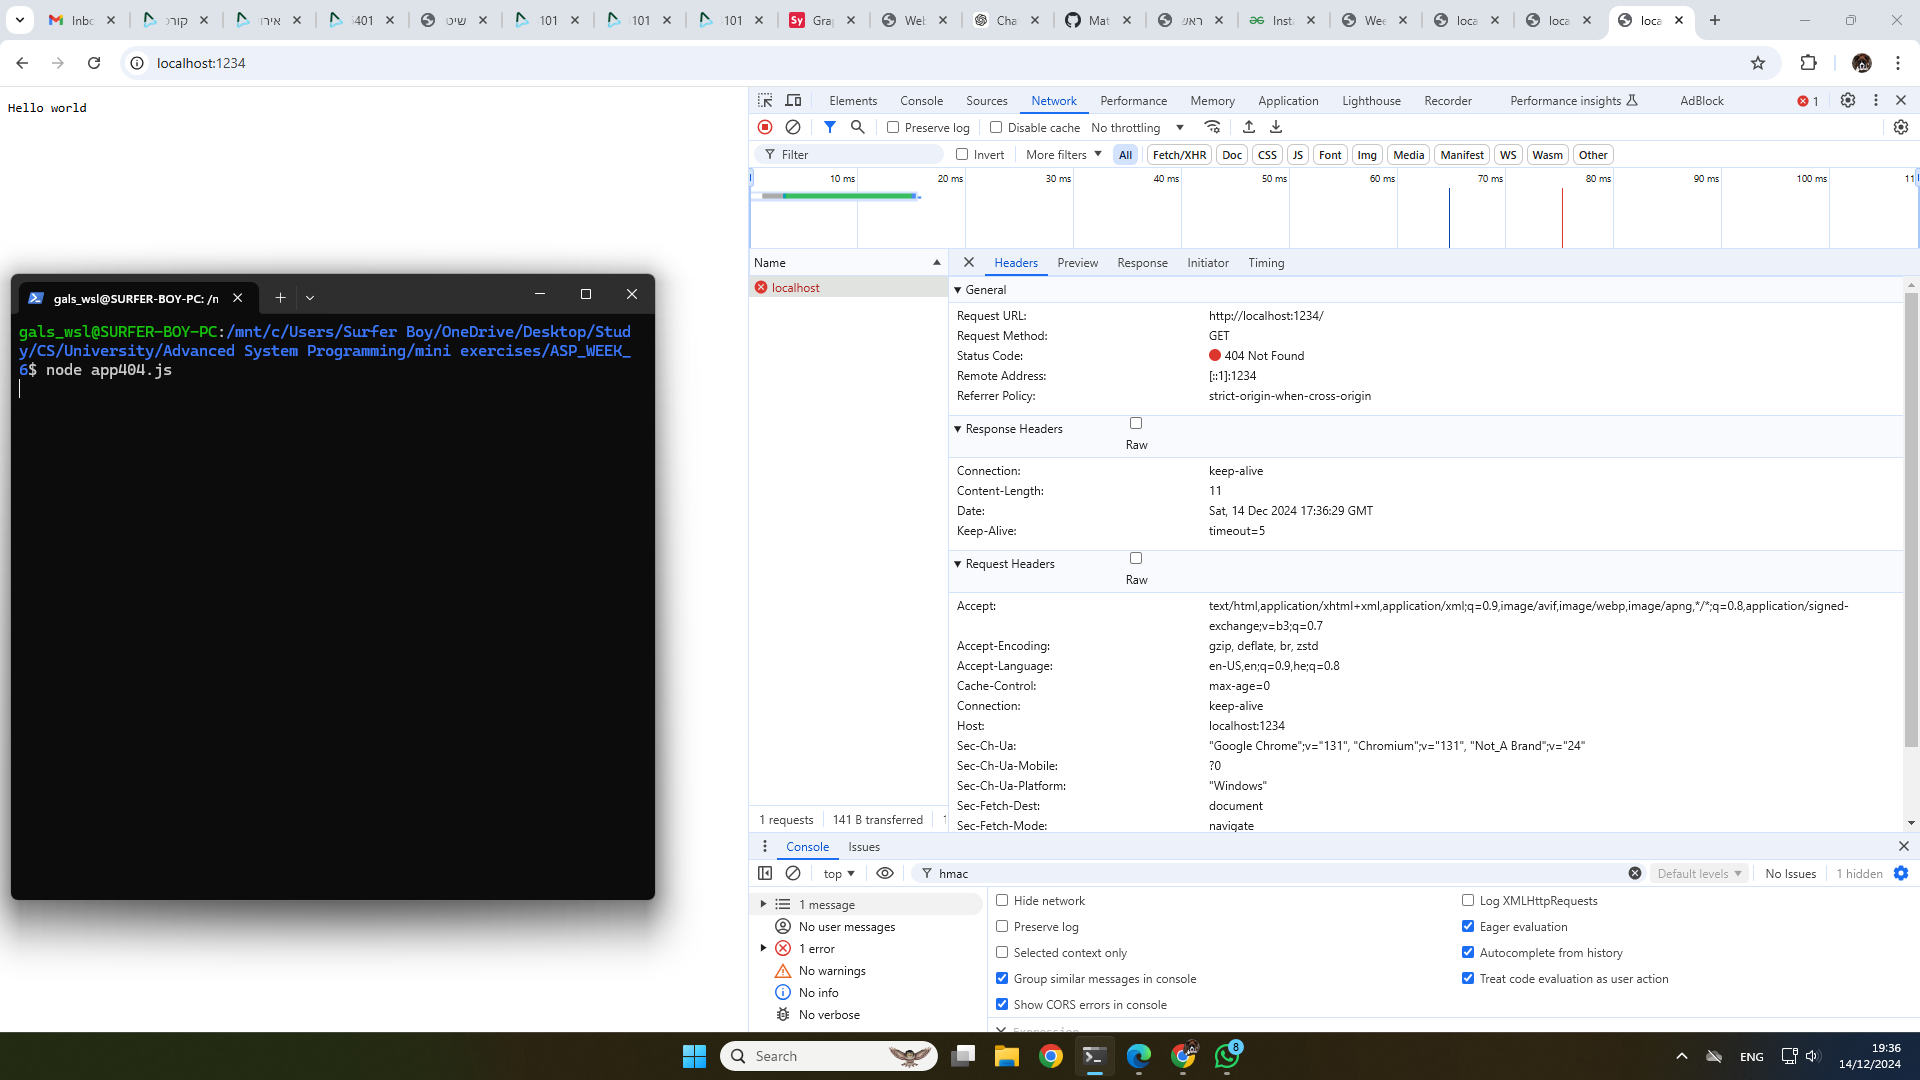 Inbc
קורס
אירו
5401
שיט
101
101
101
Gra
Web
Cha
Mat
ראש
Inst
Wee
loca
loca
loca
localhost:1234
Hello world
Elements
Console
Sources
Network
Performance
Memory
Application
Lighthouse
Recorder
Performance insights
AdBlock
1
Preserve log
Disable cache
No throttling
Filter
Invert
More filters
All
Fetch/XHR
Doc
CSS
JS
Font
Img
Media
Manifest
WS
Wasm
Other
10 ms
20 ms
30 ms
40 ms
50 ms
60 ms
70 ms
80 ms
90 ms
100 ms
11
Name
Headers
Preview
Response
Initiator
Timing
localhost
General
Request URL: http://localhost:1234/
Request Method: GET
Status Code: 404 Not Found
Remote Address: [::1]:1234
Referrer Policy: strict-origin-when-cross-origin
Response Headers
Raw
Connection: keep-alive
Content-Length: 11
Date: Sat, 14 Dec 2024 17:36:29 GMT
Keep-Alive: timeout=5
Request Headers
Raw
Accept: text/html,application/xhtml+xml,application/xml;q=0.9,image/avif,image/webp,image/apng,*/*;q=0.8,application/signed-
exchange;v=b3;q=0.7
Accept-Encoding: gzip, deflate, br, zstd
Accept-Language: en-US,en;q=0.9,he;q=0.8
Cache-Control: max-age=0
Connection: keep-alive
Host: localhost:1234
Sec-Ch-Ua: "Google Chrome";v="131", "Chromium";v="131", "Not_A Brand";v="24"
Sec-Ch-Ua-Mobile: ?0
Sec-Ch-Ua-Platform: "Windows"
Sec-Fetch-Dest: document
Sec-Fetch-Mode: navigate
1 requests
141 B transferred
1
gals_wsl@SURFER-BOY-PC: /n
gals_wsl@SURFER-BOY-PC:/mnt/c/Users/Surfer Boy/OneDrive/Desktop/Stud
y/CS/University/Advanced System Programming/mini exercises/ASP_WEEK_
6$ node app404.js
Console
Issues
top
hmac
Default levels
No Issues
1 hidden
1 message
No user messages
1 error
No warnings
No info
No verbose
Hide network
Preserve log
Selected context only
Group similar messages in console
Show CORS errors in console
Log XMLHttpRequests
Eager evaluation
Autocomplete from history
Treat code evaluation as user action
Expression
Search
8
ENG
19:36
14/12/2024